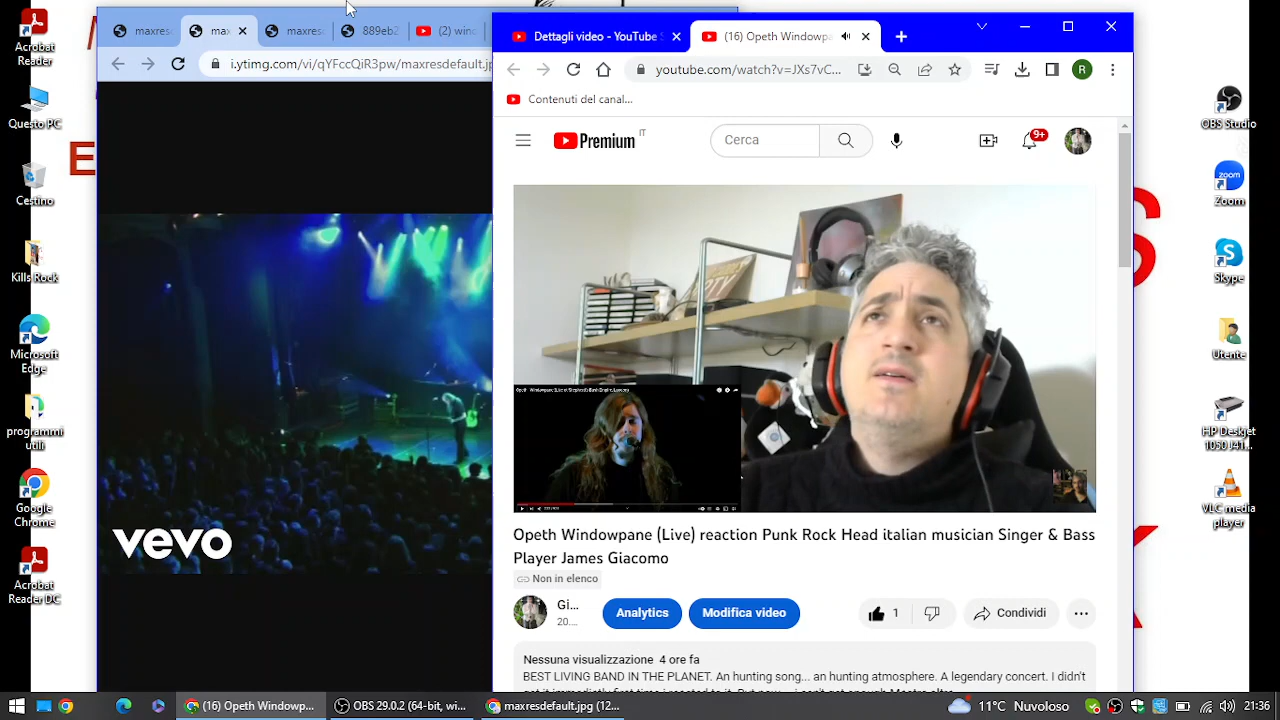 Acrobat
Reader
Questo PC
Cestino
Kills Rock
Microsoft
Edge
programmi
utili
Google
Chrome
Acrobat
Reader DC
maxres
max
maxres
39eb2
(2) winc
i.ytimg.com/vi/qYFccQiR3pw/maxresdefault.jp
vevo
Dettagli video - YouTube S
(16) Opeth Windowpa
youtube.com/watch?v=JXs7vC...
R
Contenuti del canal...
Premium
IT
Cerca
9+
Opeth Windowpane (Live) reaction Punk Rock Head italian musician Singer & Bass
Player James Giacomo
Non in elenco
Gi...
20....
Analytics
Modifica video
1
Condividi
Nessuna visualizzazione 4 ore fa
BEST LIVING BAND IN THE PLANET. An hunting song... an hunting atmosphere. A legendary concert. I didn't
OBS Studio
Zoom
zoom
Skype
Utente
HP Deskjet
1050 J41...
VLC media
player
(16) Opeth Windowp...
OBS 29.0.2 (64-bit, wi...
maxresdefault.jpg (12...
11°C Nuvoloso
21:36